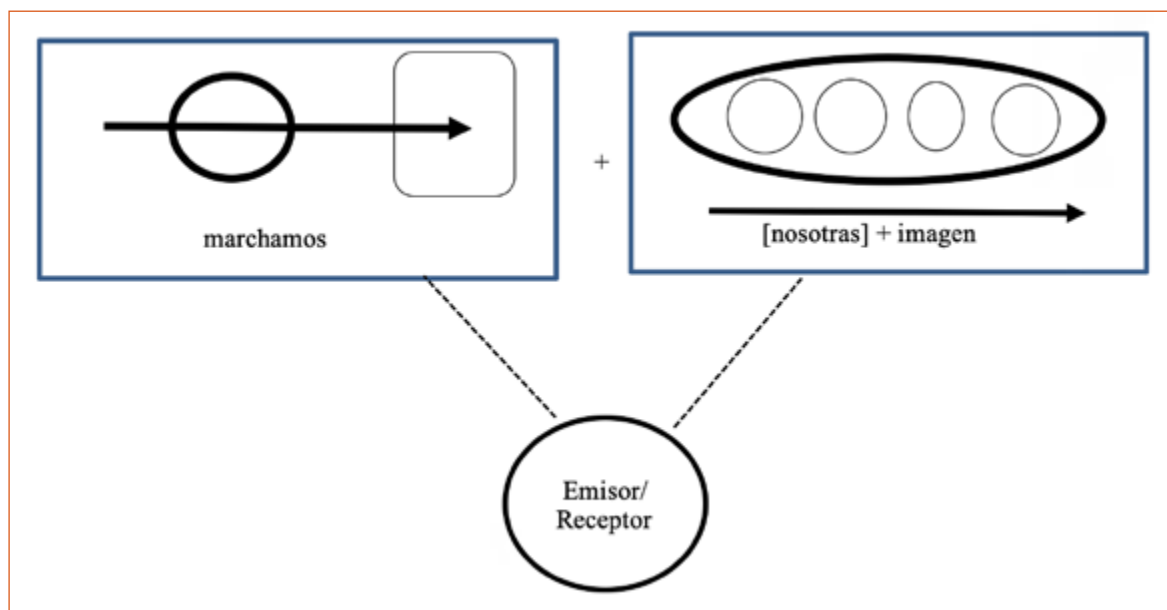 +
marchamos
[nosotras] + imagen
Emisor/
Receptor